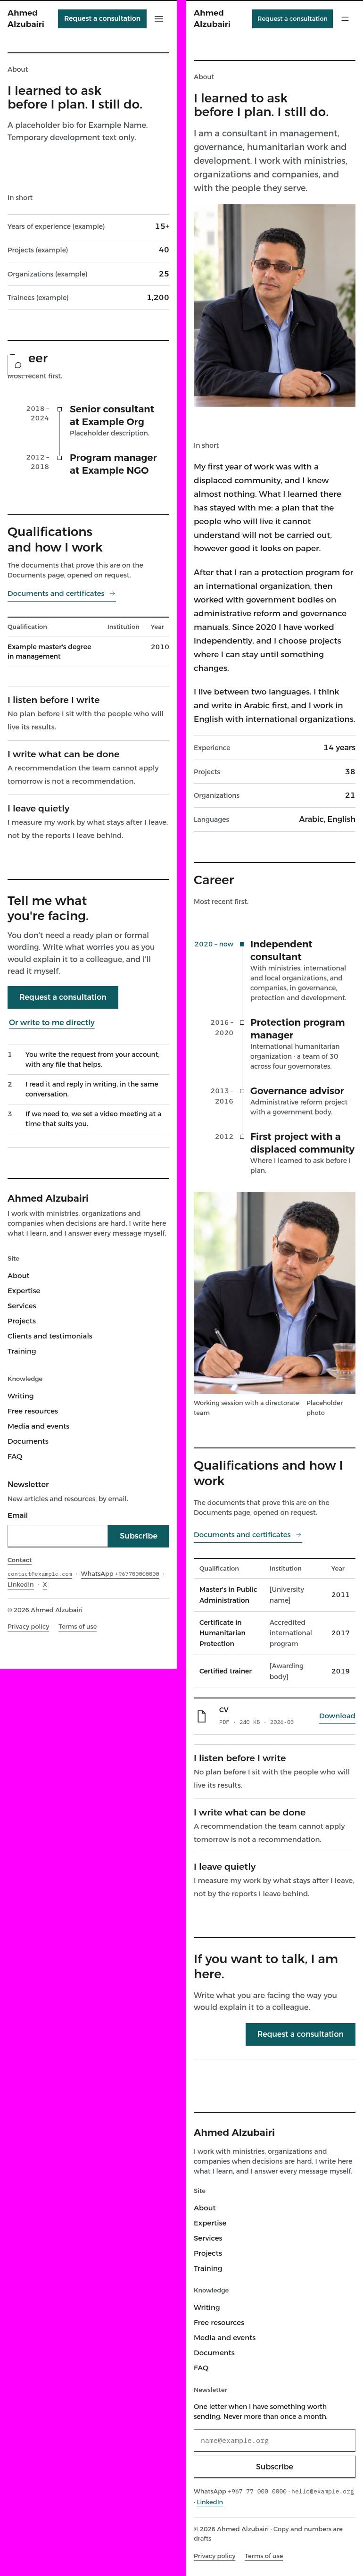 Ahmed
Alzubairi
Request a consultation
About
I learned to ask
before I plan. I still do.
A placeholder bio for Example Name.
Temporary development text only.
In short
Years of experience (example) 15+
Projects (example) 40
Organizations (example) 25
Trainees (example) 1,200
Most recent first.
2018 –
2024
Senior consultant
at Example Org
Placeholder description.
2012 –
2018
Program manager
at Example NGO
Qualifications
and how I work
The documents that prove this are on the
Documents page, opened on request.
Documents and certificates →
Qualification Institution Year
Example master's degree
in management
2010
I listen before I write
No plan before I sit with the people who will
live its results.
I write what can be done
A recommendation the team cannot apply
tomorrow is not a recommendation.
I leave quietly
I measure my work by what stays after I leave,
not by the reports I leave behind.
Tell me what
you're facing.
You don't need a ready plan or formal
wording. Write what worries you as you
would explain it to a colleague, and I'll
read it myself.
Request a consultation
Or write to me directly
1 You write the request from your account,
with any file that helps.
2 I read it and reply in writing, in the same
conversation.
3 If we need to, we set a video meeting at a
time that suits you.
Ahmed Alzubairi
I work with ministries, organizations and
companies when decisions are hard. I write here
what I learn, and I answer every message myself.
Site
About
Expertise
Services
Projects
Clients and testimonials
Training
Knowledge
Writing
Free resources
Media and events
Documents
FAQ
Newsletter
New articles and resources, by email.
Email
Subscribe
Contact
contact@example.com · WhatsApp +967700000000 ·
LinkedIn · X
© 2026 Ahmed Alzubairi
Privacy policy Terms of use
Ahmed
Alzubairi
Request a consultation
About
I learned to ask
before I plan. I still do.
I am a consultant in management,
governance, humanitarian work and
development. I work with ministries,
organizations and companies, and
with the people they serve.
In short
My first year of work was with a
displaced community, and I knew
almost nothing. What I learned there
has stayed with me: a plan that the
people who will live it cannot
understand will not be carried out,
however good it looks on paper.
After that I ran a protection program for
an international organization, then
worked with government bodies on
administrative reform and governance
manuals. Since 2020 I have worked
independently, and I choose projects
where I can stay until something
changes.
I live between two languages. I think
and write in Arabic first, and I work in
English with international organizations.
Experience 14 years
Projects 38
Organizations 21
Languages Arabic, English
Career
Most recent first.
2020 – now
Independent
consultant
With ministries, international
and local organizations, and
companies, in governance,
protection and development.
2016 –
2020
Protection program
manager
International humanitarian
organization · a team of 30
across four governorates.
2013 –
2016
Governance advisor
Administrative reform project
with a government body.
2012
First project with a
displaced community
Where I learned to ask before I
plan.
Working session with a directorate
team
Placeholder
photo
Qualifications and how I
work
The documents that prove this are on the
Documents page, opened on request.
Documents and certificates →
Qualification Institution Year
Master's in Public
Administration
[University
name]
2011
Certificate in
Humanitarian
Protection
Accredited
international
program
2017
Certified trainer
[Awarding
body]
2019
CV
PDF · 240 KB · 2026-03
Download
I listen before I write
No plan before I sit with the people who will
live its results.
I write what can be done
A recommendation the team cannot apply
tomorrow is not a recommendation.
I leave quietly
I measure my work by what stays after I leave,
not by the reports I leave behind.
If you want to talk, I am
here.
Write what you are facing the way you
would explain it to a colleague.
Request a consultation
Ahmed Alzubairi
I work with ministries, organizations and
companies when decisions are hard. I write here
what I learn, and I answer every message myself.
Site
About
Expertise
Services
Projects
Training
Knowledge
Writing
Free resources
Media and events
Documents
FAQ
Newsletter
One letter when I have something worth
sending. Never more than once a month.
name@example.org
Subscribe
WhatsApp +967 77 000 0000 · hello@example.org
· LinkedIn
© 2026 Ahmed Alzubairi · Copy and numbers are
drafts
Privacy policy Terms of use